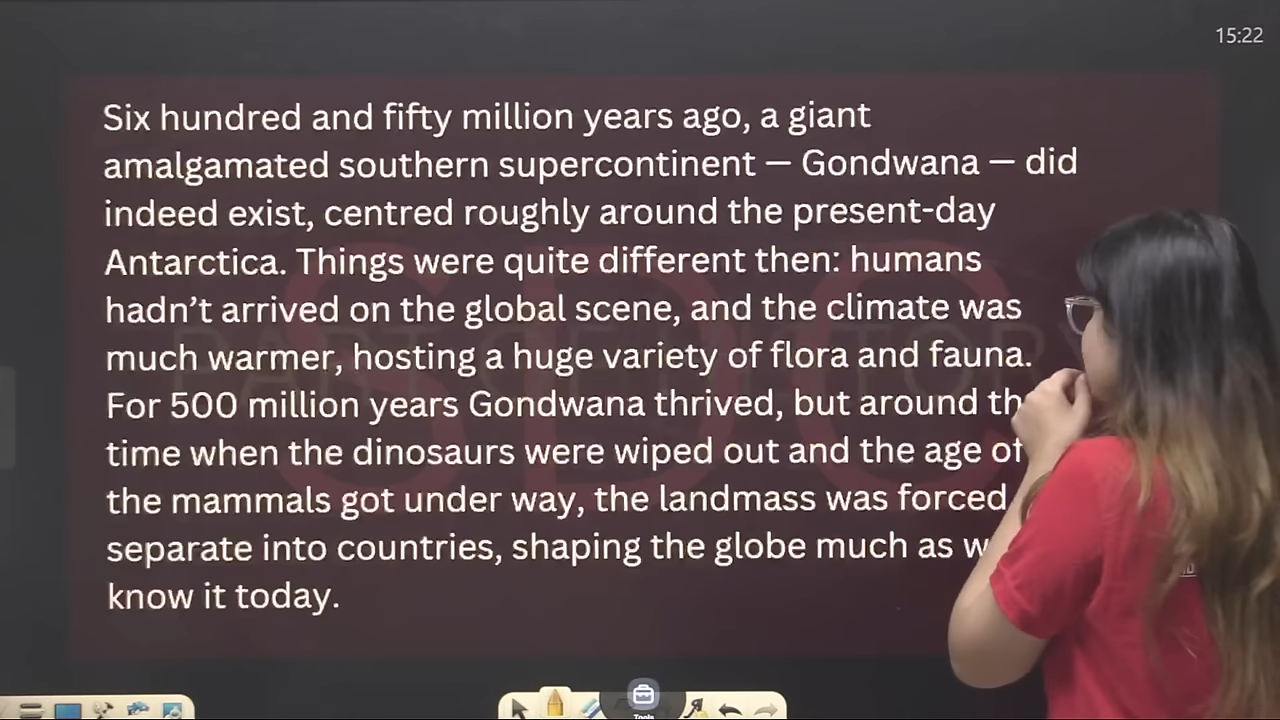 15:22
Six hundred and fifty million years ago, a giant
amalgamated southern supercontinent — Gondwana — did
indeed exist, centred roughly around the present-day
Antarctica. Things were quite different then: humans
hadn’t arrived on the global scene, and the climate was
much warmer, hosting a huge variety of flora and fauna.
For 500 million years Gondwana thrived, but around
time when the dinosaurs were wiped out and the age of
the mammals got under way, the landmass was forced
separate into countries, shaping the globe much as
know it today.
Tools